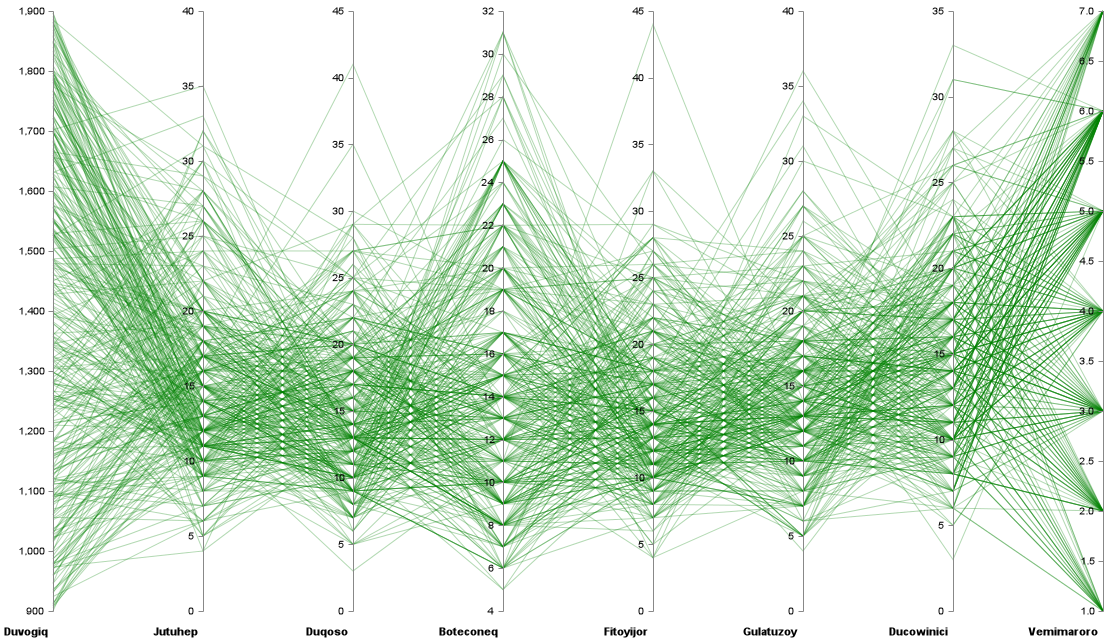 1,900 40 45 32 45 40 35 7.0
30 6.5
1,800 35 40 28 40 35 30 6.0
26
1,700 35 35 5.5
30 24 30 25
1,600 30 22 30 5.0
1,500 25 25 20 25 25 20 4.5
18
1,400 20 20 16 20 20 4.0
1,300 15 15 14 15 15 15 3.5
1,200 12 3.0
1,100 10 10 10 10 10 10 2.5
8 2.0
1,000 5 5 6 5 5 5 1.5
900 0 0 4 0 0 0 1.0
Duvogiq Jutuhep Duqoso Boteconeq Fitoyijor Gulatuzoy Ducowinici Vemimaroro